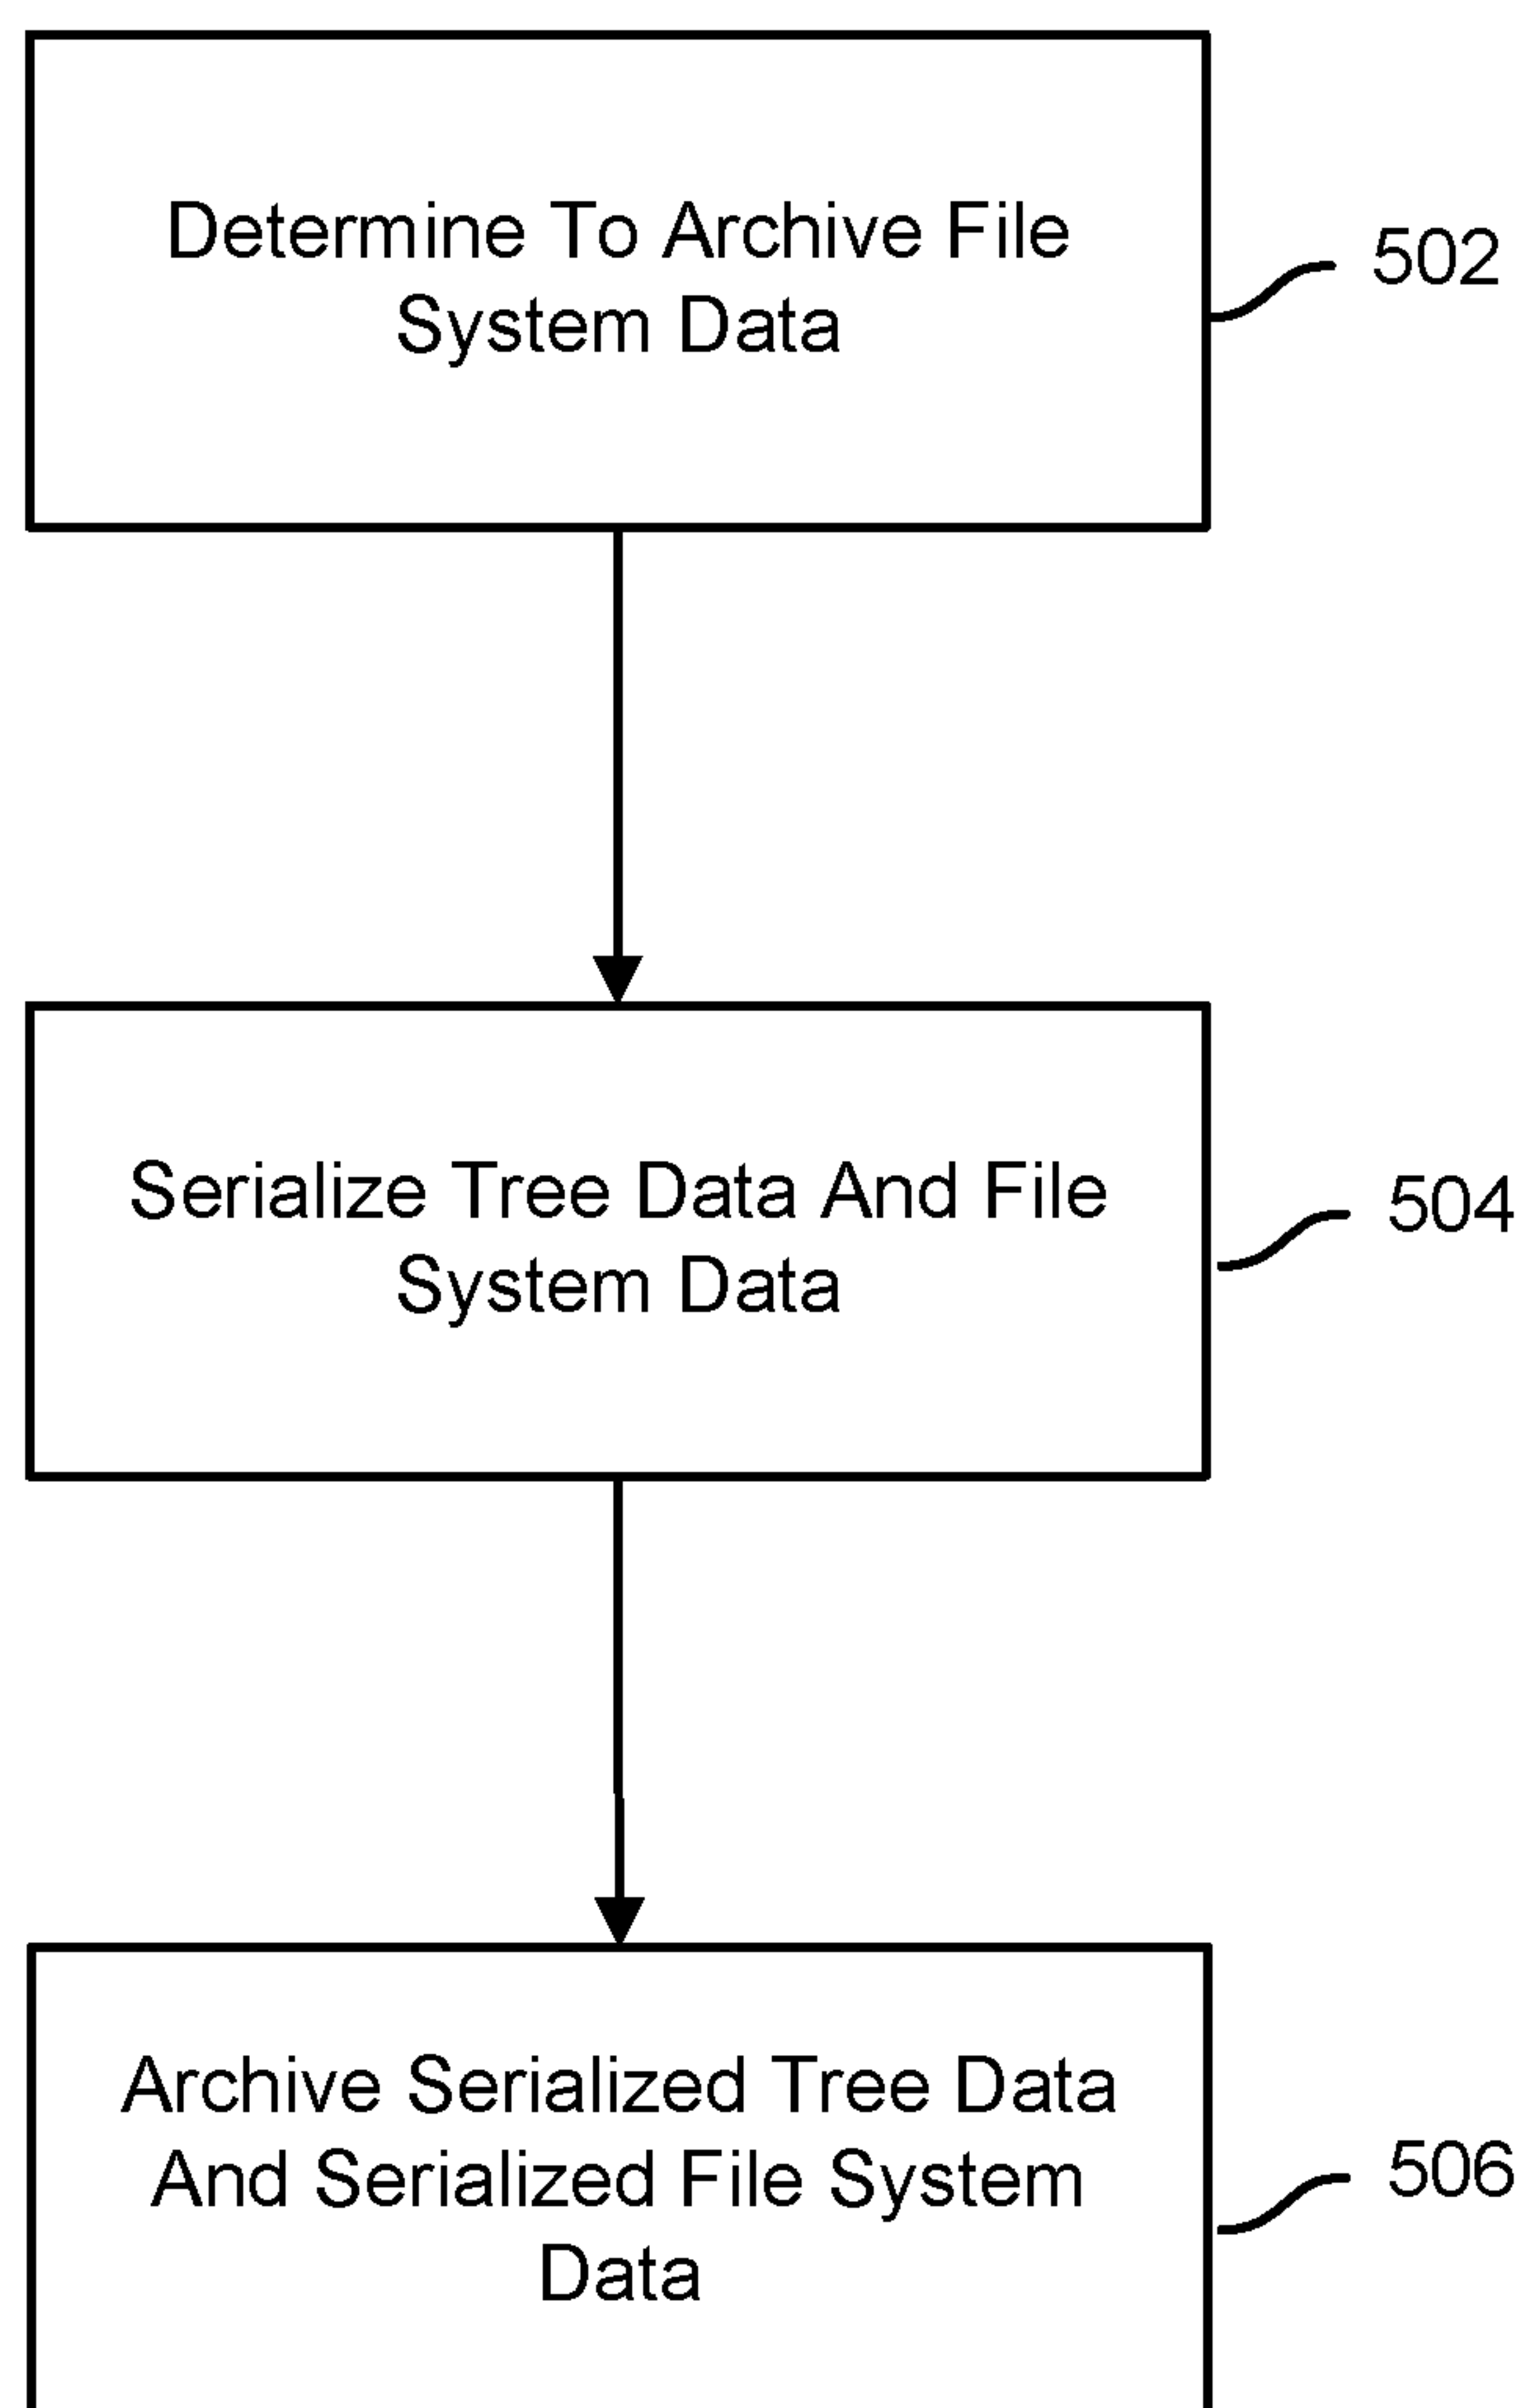 Determine To Archive File
System Data
502
Serialize Tree Data And File
System Data
504
Archive Serialized Tree Data
And Serialized File System
Data
506